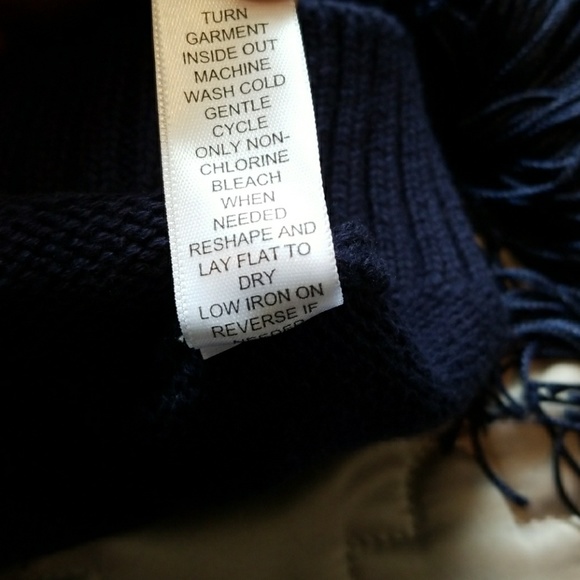 TURN
GARMENT
INSIDE OUT
MACHINE
WASH COLD
GENTLE
CYCLE
ONLY NON-
CHLORINE
BLEACH
WHEN
NEEDED
RESHAPE AND
LAY FLAT TO
DRY
LOW IRON ON
REVERSE IF
NEEDED